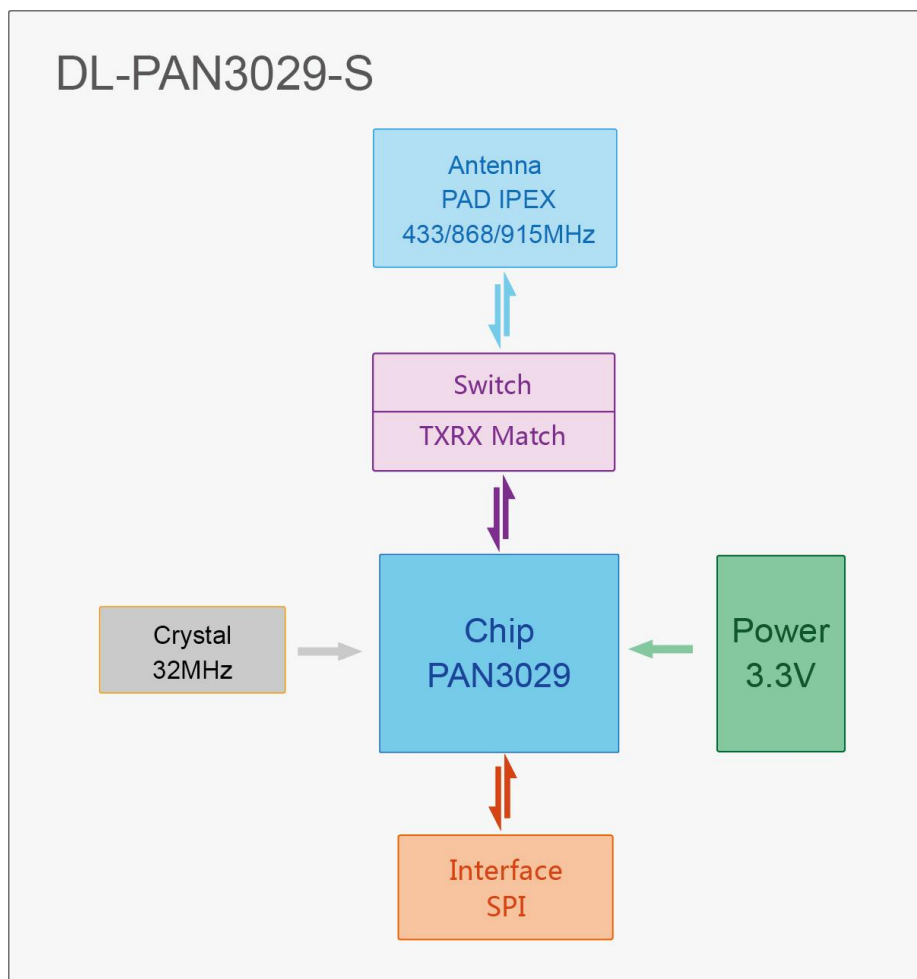 DL-PAN3029-S
Antenna
PAD IPEX
433/868/915MHz
Switch
TXRX Match
Crystal
32MHz
Chip
PAN3029
Power
3.3V
Interface
SPI